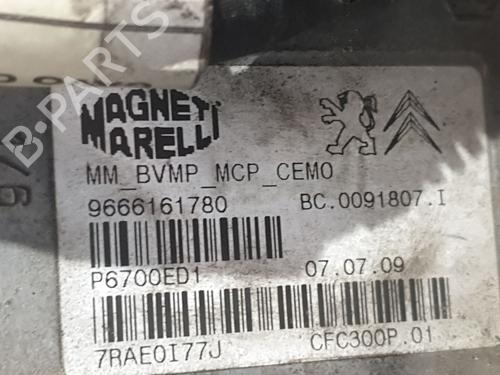 MAGNETI
MARELLI
MM_BVMP_MCP_CEMO
9666161780 BC.0091807.I
P6700ED1 07.07.09
7RAE0I77J CFC300P.01
B-PARTS